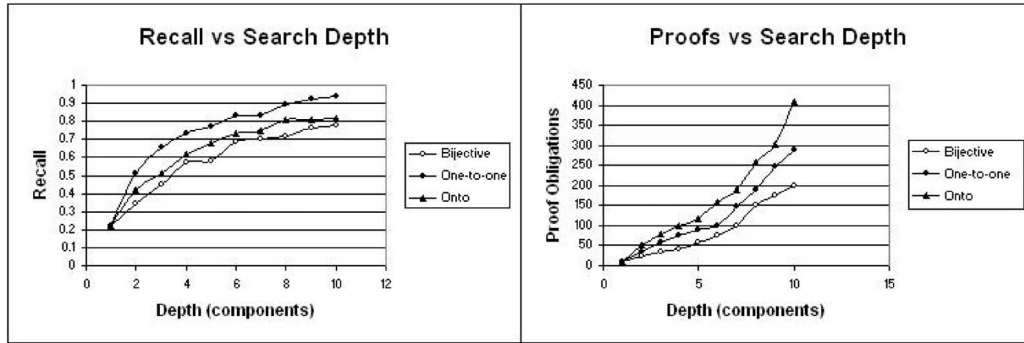 Recall vs Search Depth
Recall
1
0.9
0.8
0.7
0.6
0.5
0.4
0.3
0.2
0.1
0
0 2 4 6 8 10 12
Depth (components)
Bijective
One-to-one
Onto
Proofs vs Search Depth
Proof Obligations
450
400
350
300
250
200
150
100
50
0
0 5 10 15
Depth (components)
Bijective
One-to-one
Onto